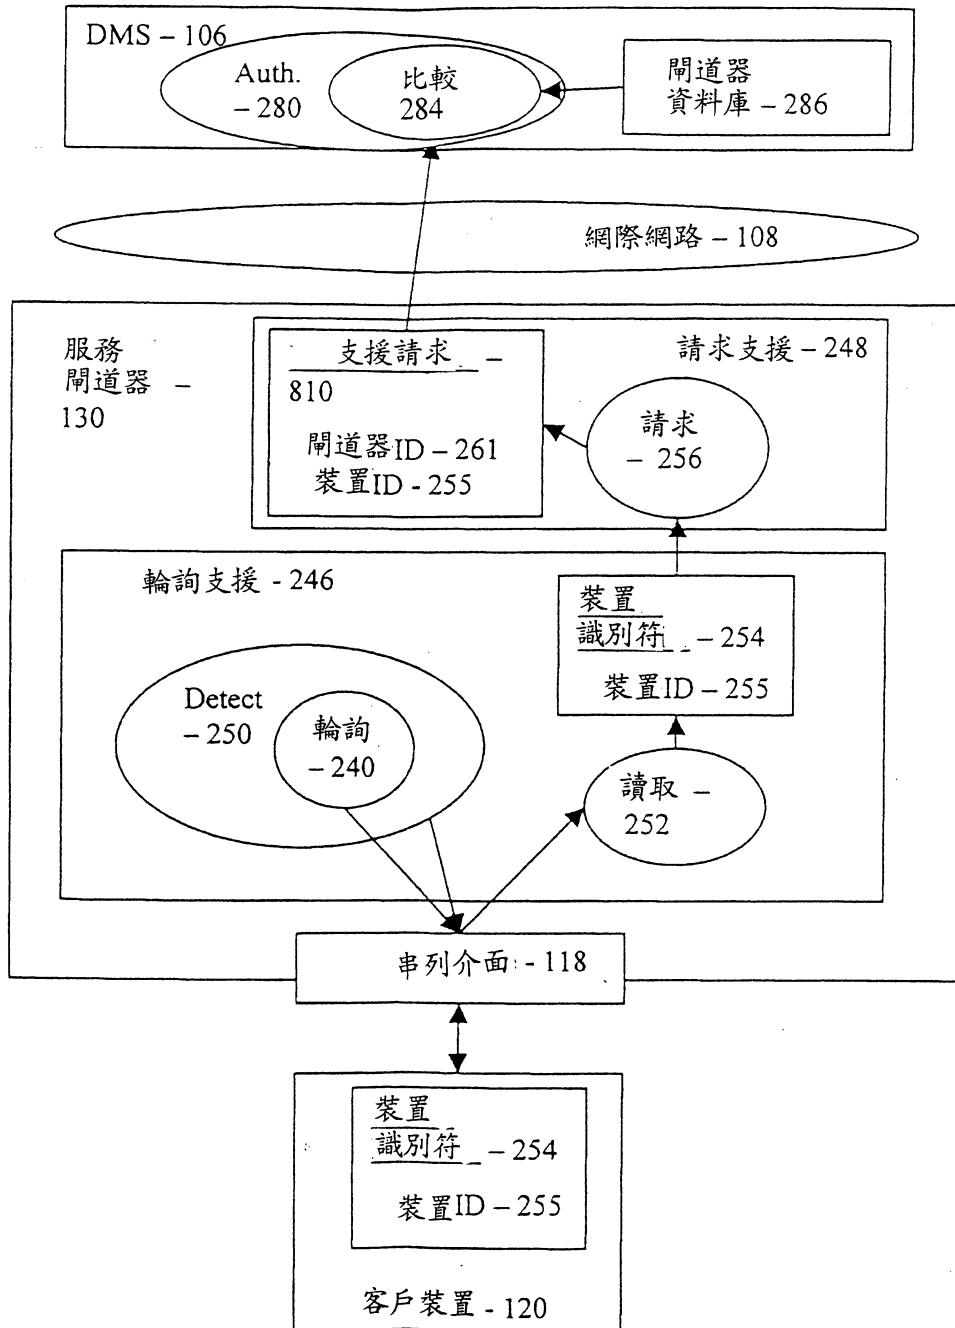 DMS – 106
Auth.
– 280
比較
284
閘道器
資料庫 – 286
網際網路 – 108
服務
閘道器 –
130
支援請求 –
810
閘道器ID – 261
裝置ID - 255
請求支援 – 248
請求
– 256
輪詢支援 - 246
裝置
識別符 – 254
裝置ID – 255
Detect
– 250
輪詢
– 240
讀取 –
252
串列介面 - 118
裝置
識別符 – 254
裝置ID – 255
客戶裝置 - 120